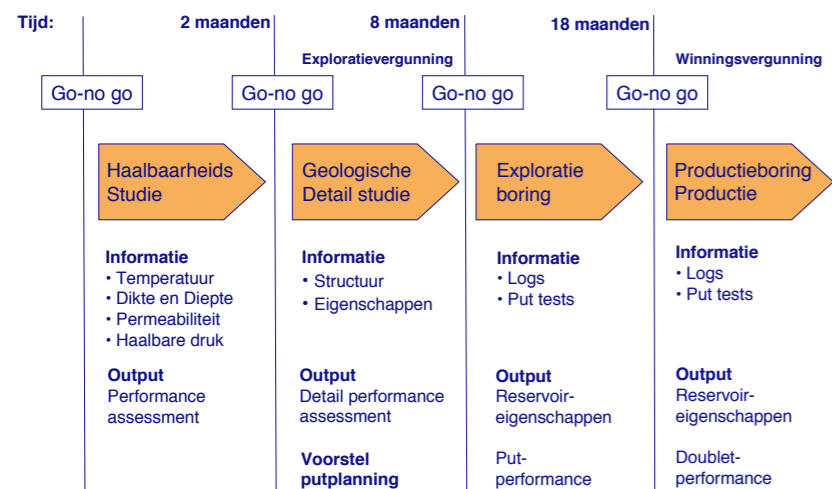 Tijd:
2 maanden
8 maanden
18 maanden
Exploratievergunning
Winningsvergunning
Go-no go
Go-no go
Go-no go
Go-no go
Haalbaarheids
Studie
Geologische
Detail studie
Exploratie
boring
Productieboring
Productie
Informatie
• Temperatuur
• Dikte en Diepte
• Permeabiliteit
• Haalbare druk
Output
Performance
assessment
Informatie
• Structuur
• Eigenschappen
Output
Detail performance
assessment
Voorstel
putplanning
Informatie
• Logs
• Put tests
Output
Reservoir-
eigenschappen
Put-
performance
Informatie
• Logs
• Put tests
Output
Reservoir-
eigenschappen
Doublet-
performance